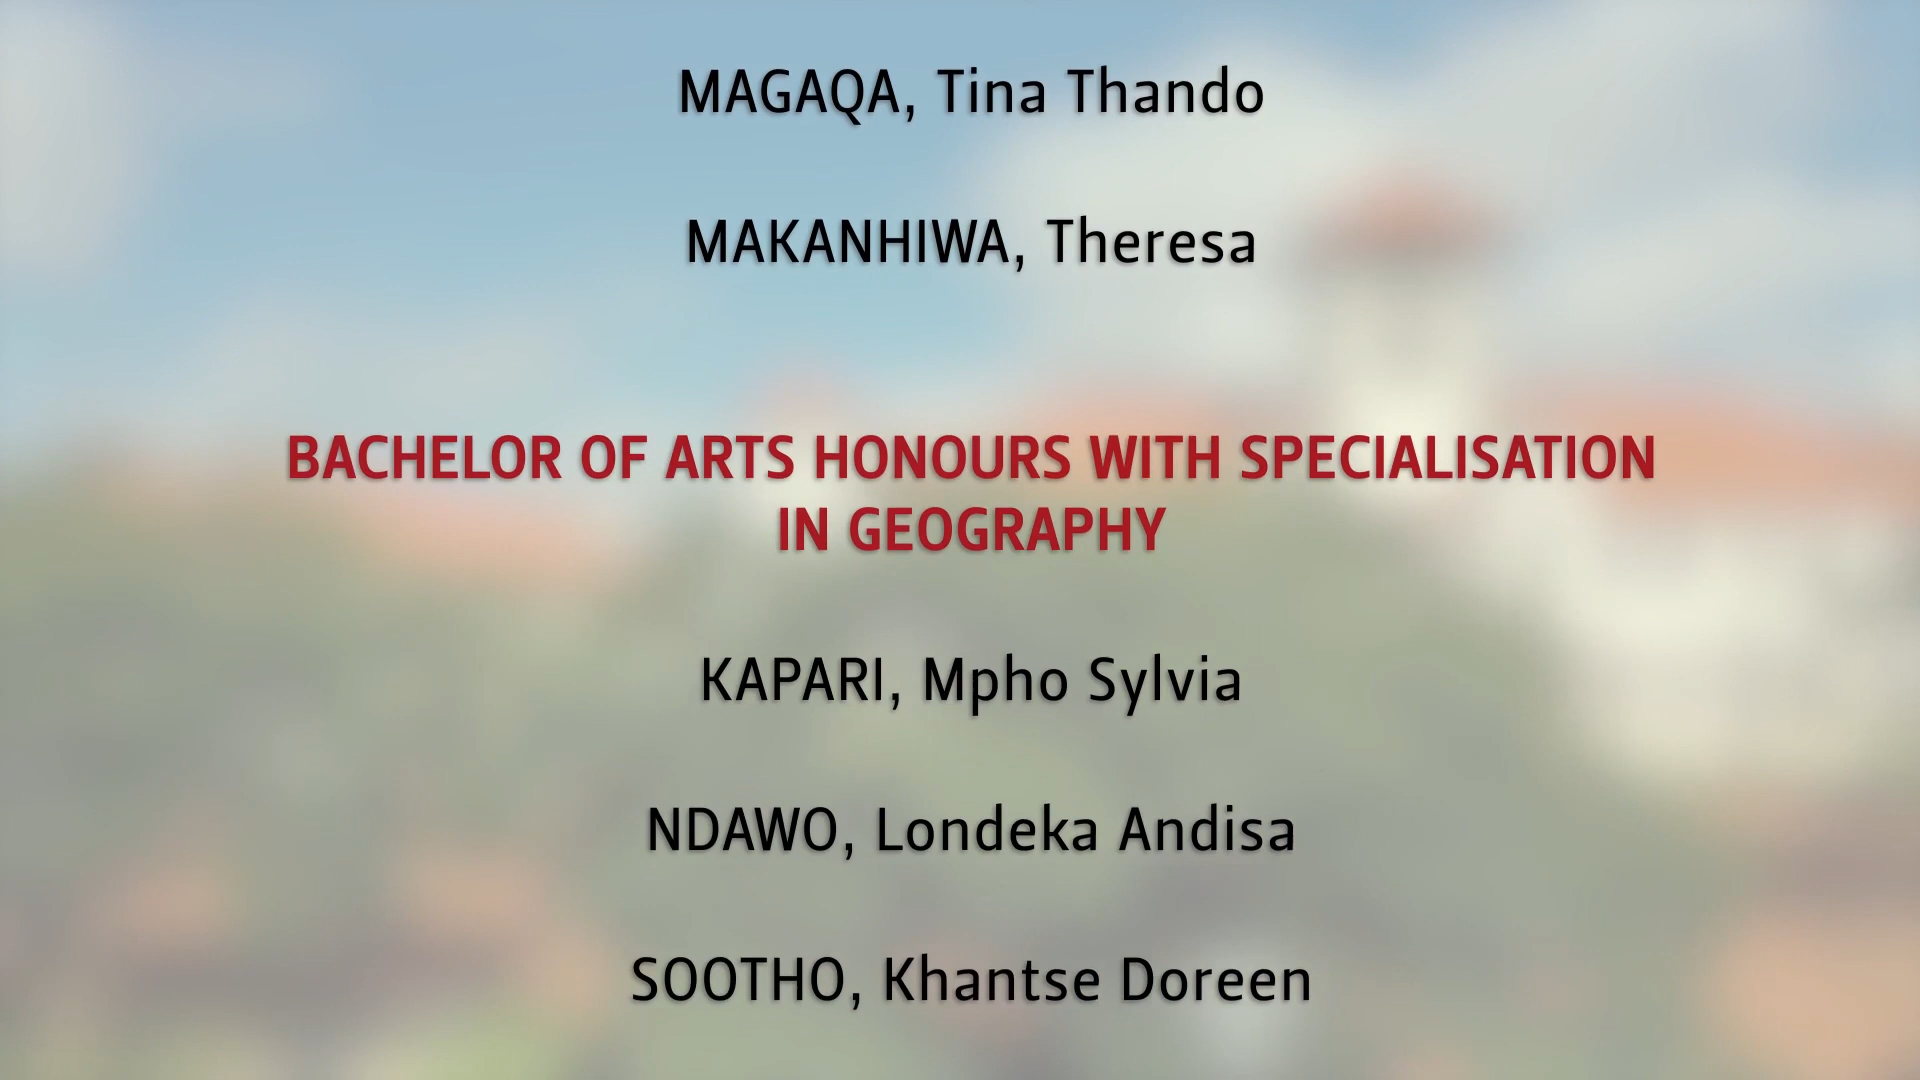 MAGAQA, Tina Thando
MAKANHIWA, Theresa
BACHELOR OF ARTS HONOURS WITH SPECIALISATION
IN GEOGRAPHY
KAPARI, Mpho Sylvia
NDAWO, Londeka Andisa
SOOTHO, Khantse Doreen